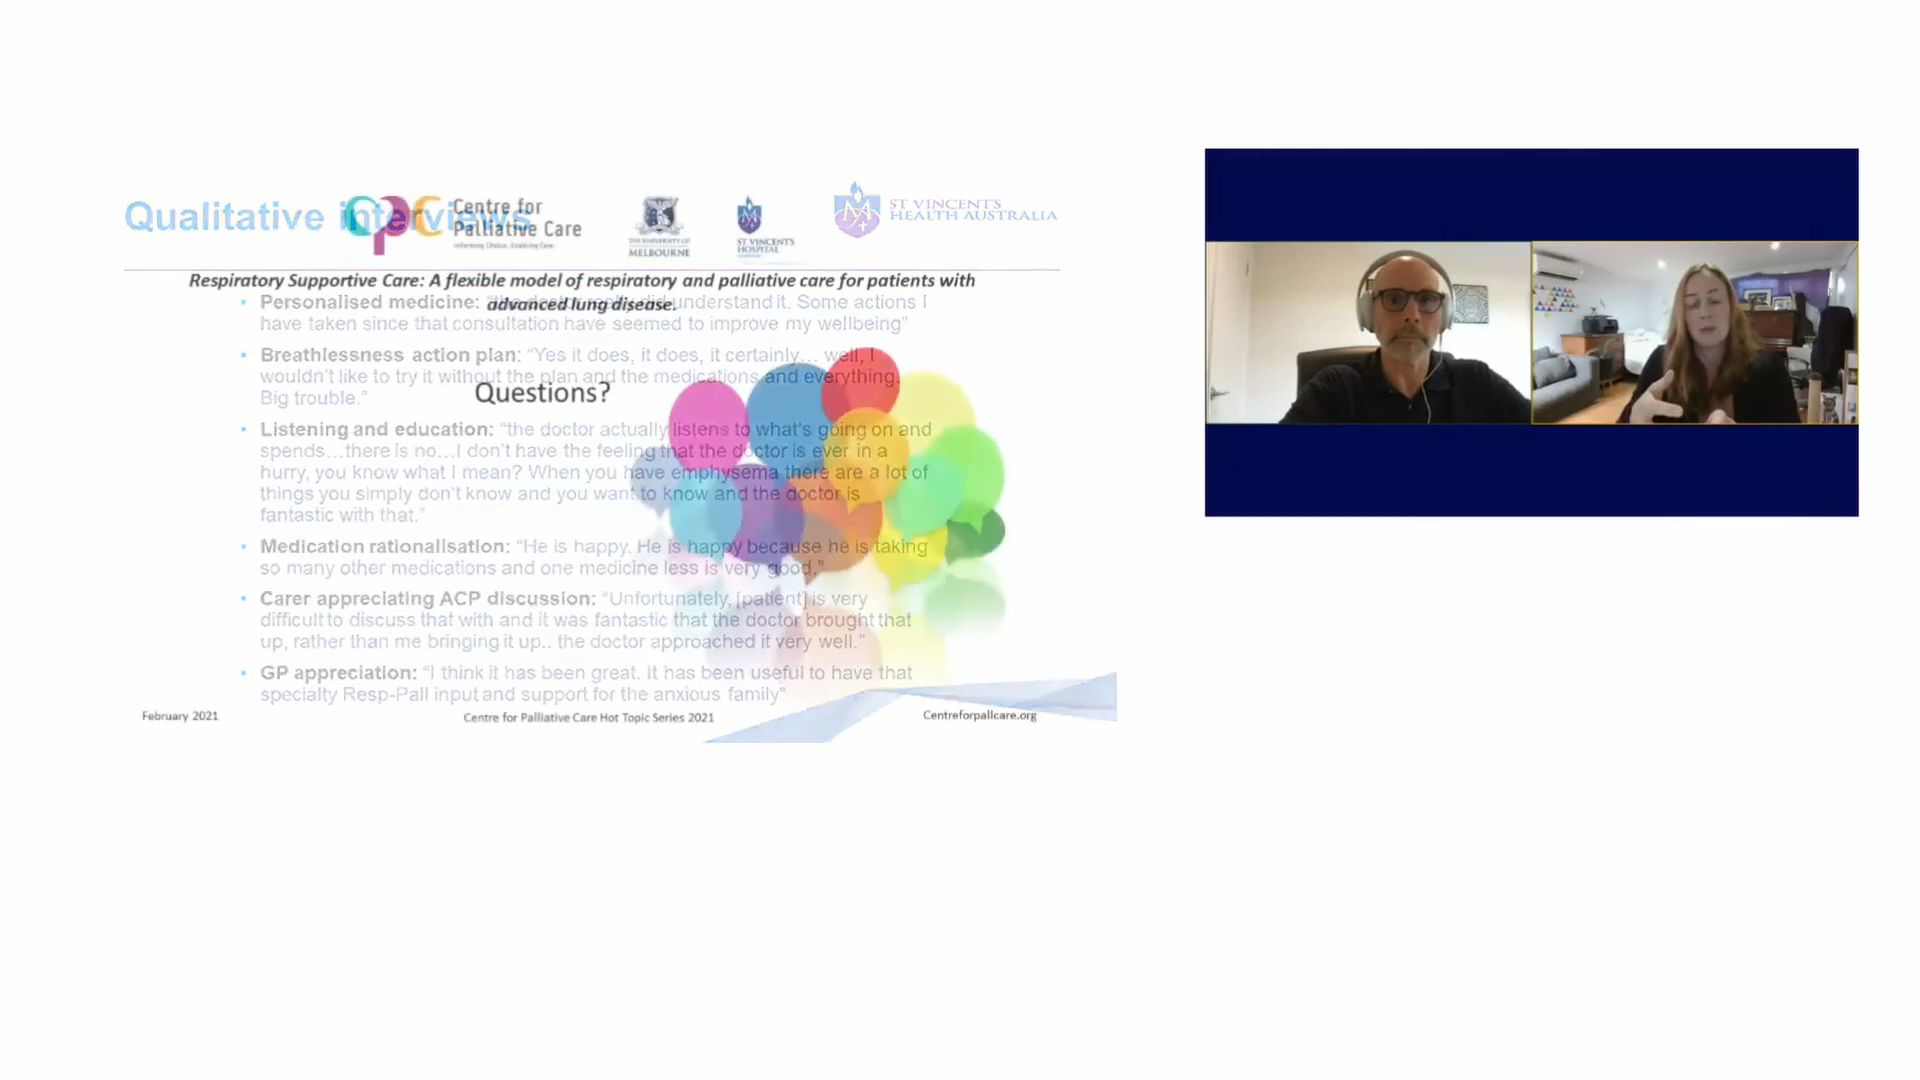 Qualitative interviews
cpc
Centre for
Palliative Care
Informing Choice. Enabling Care.
THE UNIVERSITY OF
MELBOURNE
ST VINCENT'S
HOSPITAL
ST VINCENT'S
HEALTH AUSTRALIA
Respiratory Supportive Care: A flexible model of respiratory and palliative care for patients with
advanced lung disease.
• Personalised medicine: understand it. Some actions I
have taken since that consultation have seemed to improve my wellbeing”
• Breathlessness action plan: “Yes it does, it does, it certainly… well, I
wouldn’t like to try it without the plan and the medications and everything.
Big trouble.”
Questions?
• Listening and education: “the doctor actually listens to what's going on and
spends…there is no…I don’t have the feeling that the doctor is ever in a
hurry, you know what I mean? When you have emphysema there are a lot of
things you simply don’t know and you want to know and the doctor is
fantastic with that.”
• Medication rationalisation: “He is happy. He is happy because he is taking
so many other medications and one medicine less is very good.”
• Carer appreciating ACP discussion: “Unfortunately, [patient] is very
difficult to discuss that with and it was fantastic that the doctor brought that
up, rather than me bringing it up.. the doctor approached it very well.”
• GP appreciation: “I think it has been great. It has been useful to have that
specialty Resp-Pall input and support for the anxious family”
February 2021
Centre for Palliative Care Hot Topic Series 2021
Centreforpallcare.org